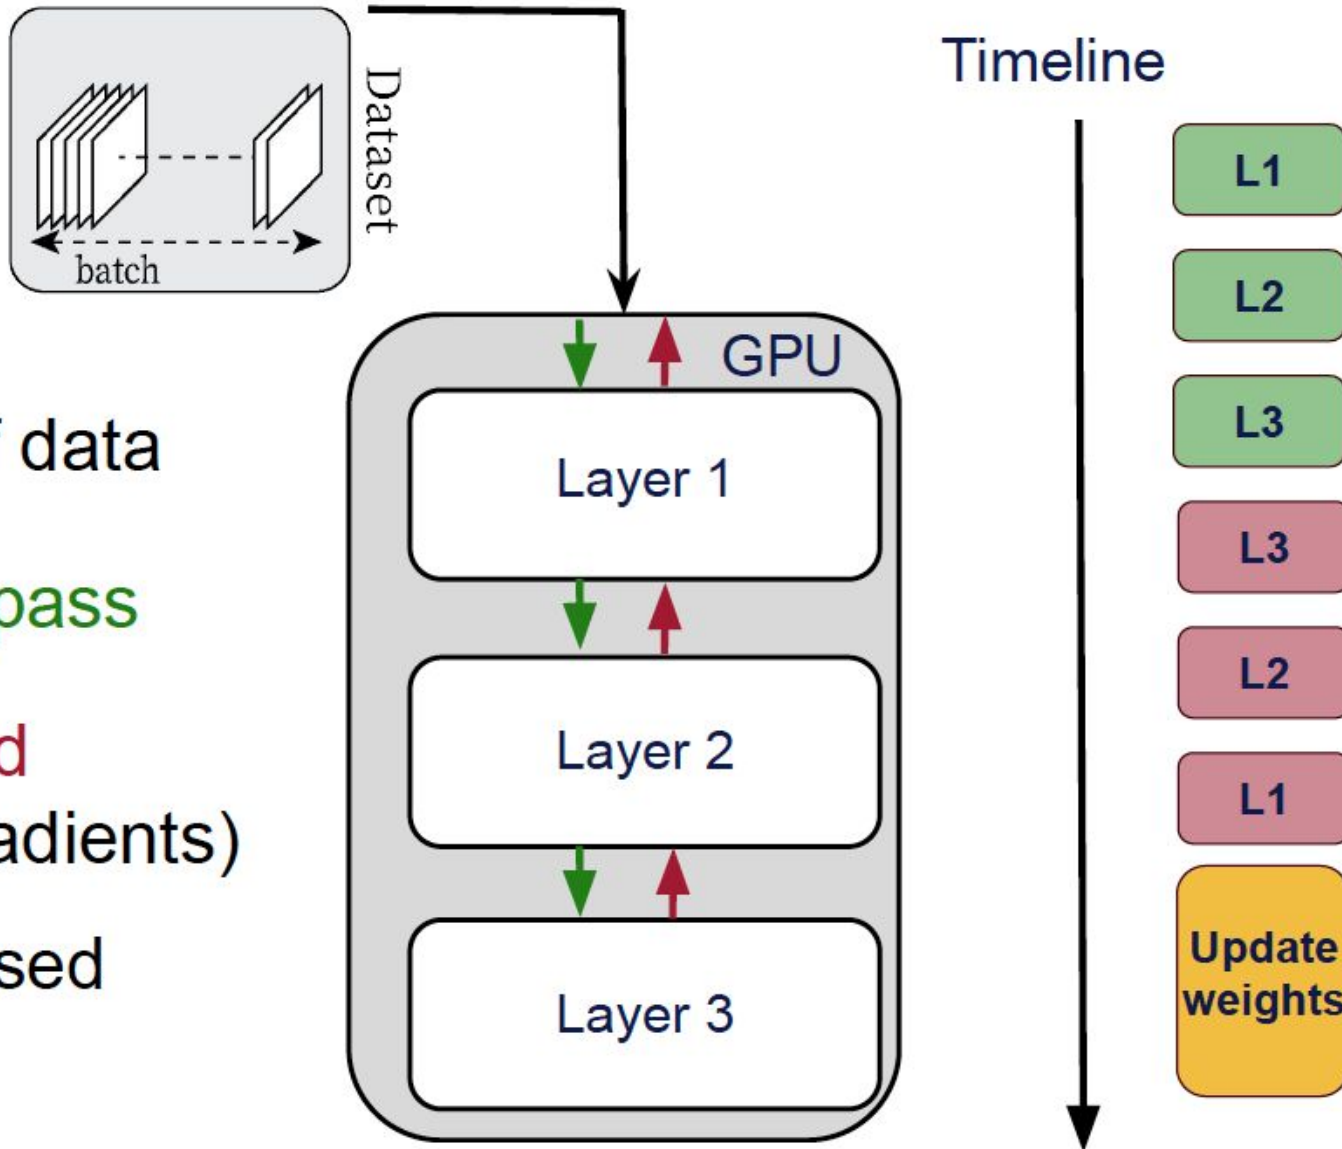 Dataset
batch
f data
pass
d
adients)
sed
GPU
Layer 1
Layer 2
Layer 3
Timeline
L1
L2
L3
L3
L2
L1
Update
weights